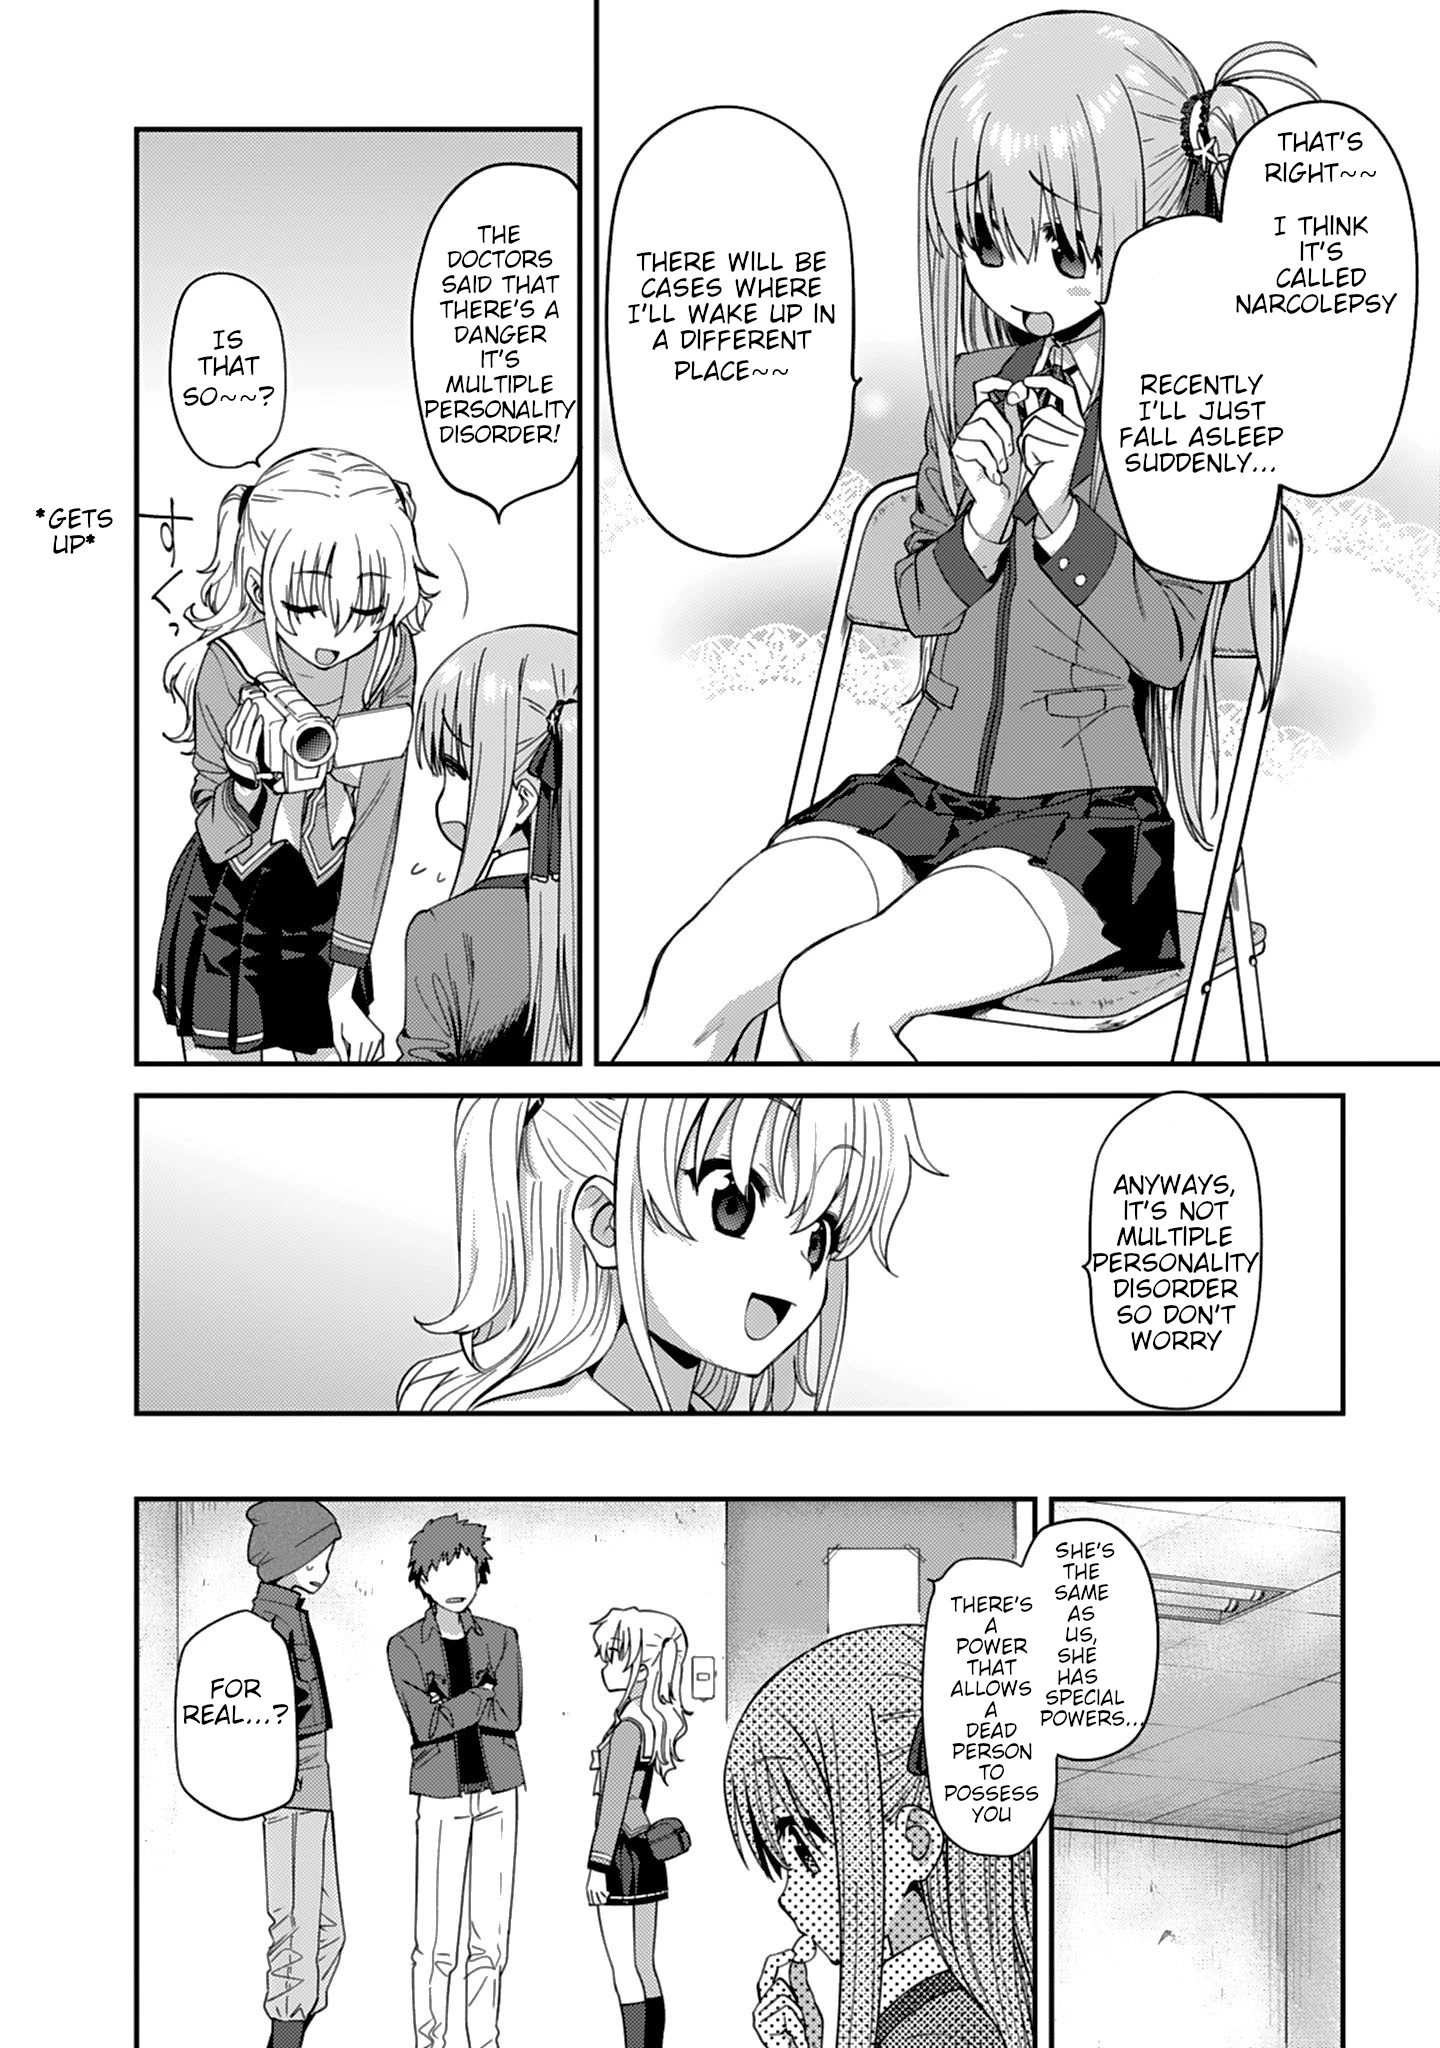 THAT'S
RIGHT~~
I THINK
IT'S
CALLED
NARCOLEPSY
RECENTLY
I'LL JUST
FALL ASLEEP
SUDDENLY...
THERE WILL BE
CASES WHERE
I'LL WAKE UP IN
A DIFFERENT
PLACE~~
THE
DOCTORS
SAID THAT
THERE'S A
DANGER
IT'S
MULTIPLE
PERSONALITY
DISORDER!
IS
THAT
SO~~?
*GETS
UP*
すくっ
ANYWAYS,
IT'S NOT
MULTIPLE
PERSONALITY
DISORDER
SO DON'T
WORRY
SHE'S
THE
SAME
AS
US,
SHE
HAS
SPECIAL
POWERS...
THERE'S
A
POWER
THAT
ALLOWS
A
DEAD
PERSON
TO
POSSESS
YOU
FOR
REAL...?